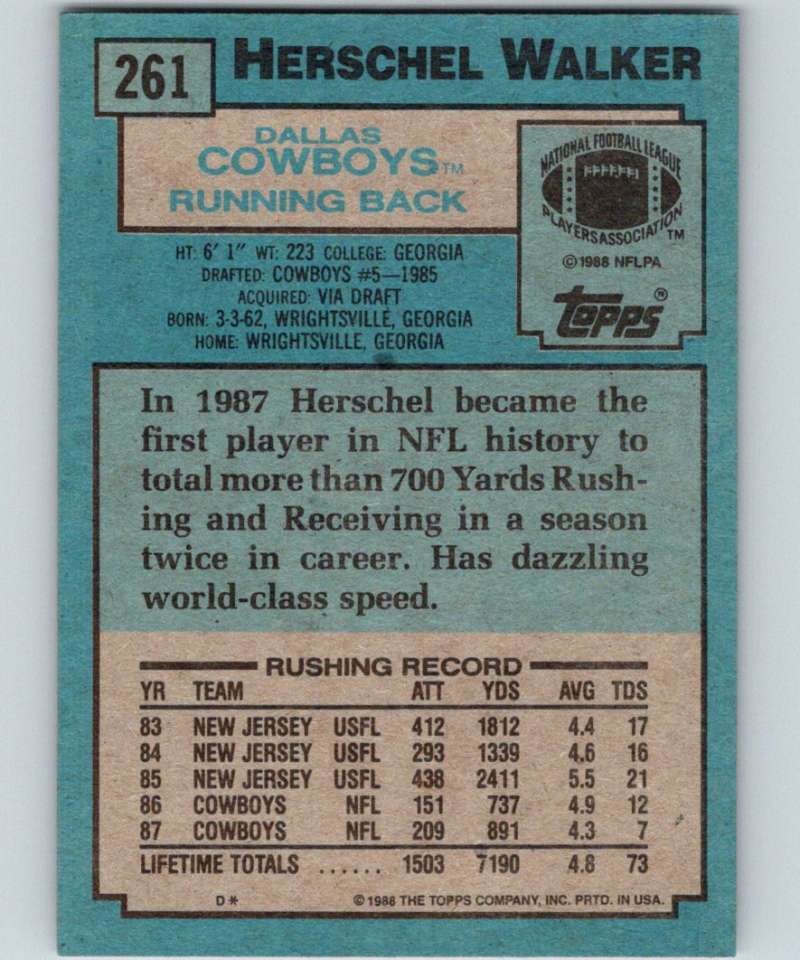 261
HERSCHEL WALKER
DALLAS
COWBOYS™
RUNNING BACK
NATIONAL FOOTBALL LEAGUE
PLAYERS ASSOCIATION™
©1988 NFLPA
Topps®
HT: 6' 1" WT: 223 COLLEGE: GEORGIA
DRAFTED: COWBOYS #5—1985
ACQUIRED: VIA DRAFT
BORN: 3-3-62, WRIGHTSVILLE, GEORGIA
HOME: WRIGHTSVILLE, GEORGIA
In 1987 Herschel became the
first player in NFL history to
total more than 700 Yards Rush-
ing and Receiving in a season
twice in career. Has dazzling
world-class speed.
RUSHING RECORD
YR TEAM ATT YDS AVG TDS
83 NEW JERSEY USFL 412 1812 4.4 17
84 NEW JERSEY USFL 293 1339 4.6 16
85 NEW JERSEY USFL 438 2411 5.5 21
86 COWBOYS NFL 151 737 4.9 12
87 COWBOYS NFL 209 891 4.3 7
LIFETIME TOTALS ...... 1503 7190 4.8 73
D* ©1988 THE TOPPS COMPANY, INC. PRTD. IN USA.